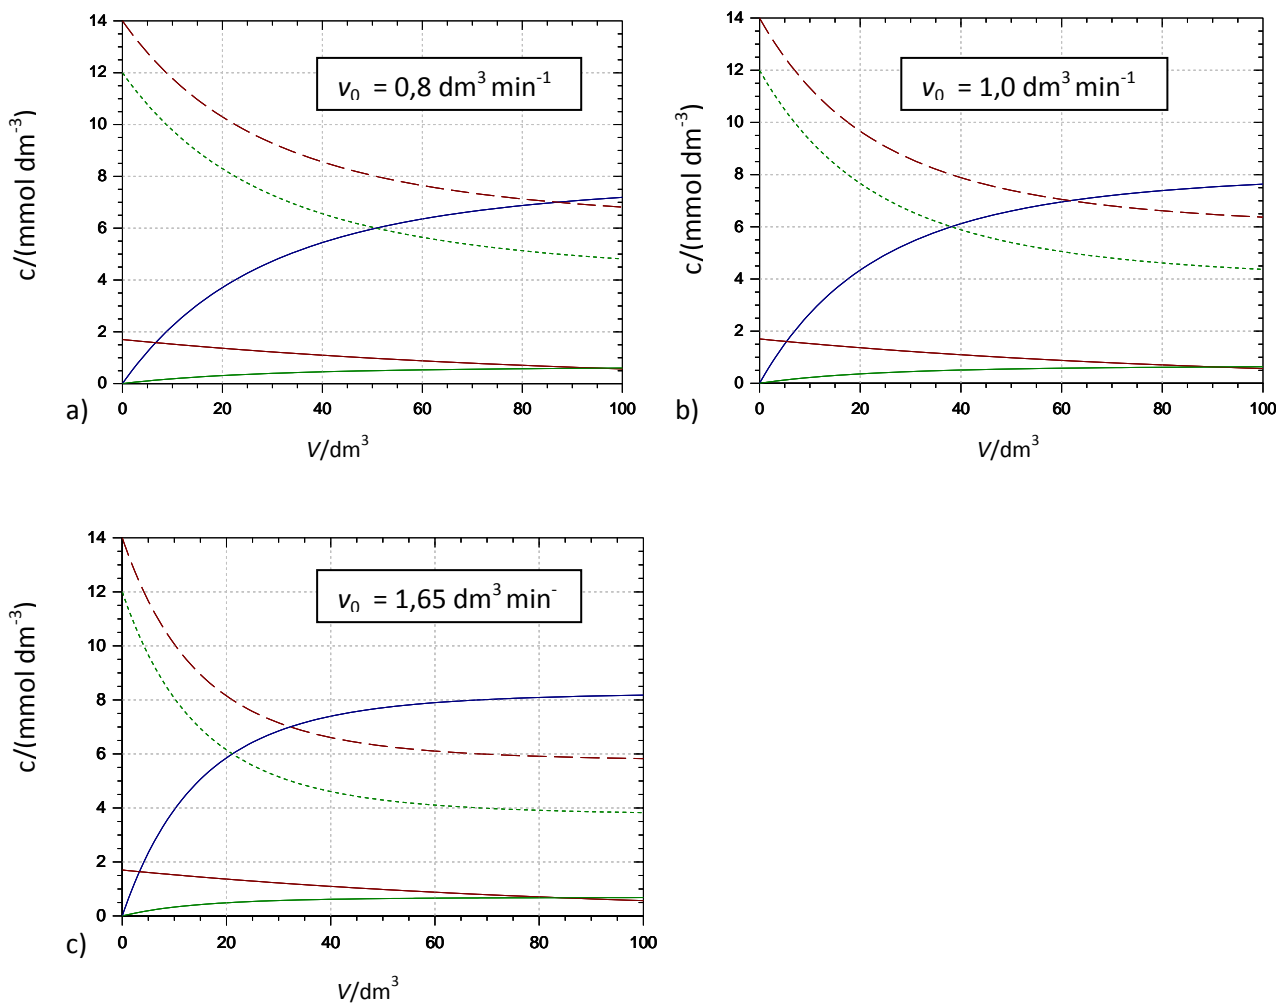 14
12
10
8
6
4
2
0
c/(mmol dm⁻³)
v₀ = 0,8 dm³ min⁻¹
0 20 40 60 80 100
a)
V/dm³
14
12
10
8
6
4
2
0
c/(mmol dm⁻³)
v₀ = 1,0 dm³ min⁻¹
0 20 40 60 80 100
b)
V/dm³
14
12
10
8
6
4
2
0
c/(mmol dm⁻³)
v₀ = 1,65 dm³ min⁻
0 20 40 60 80 100
c)
V/dm³